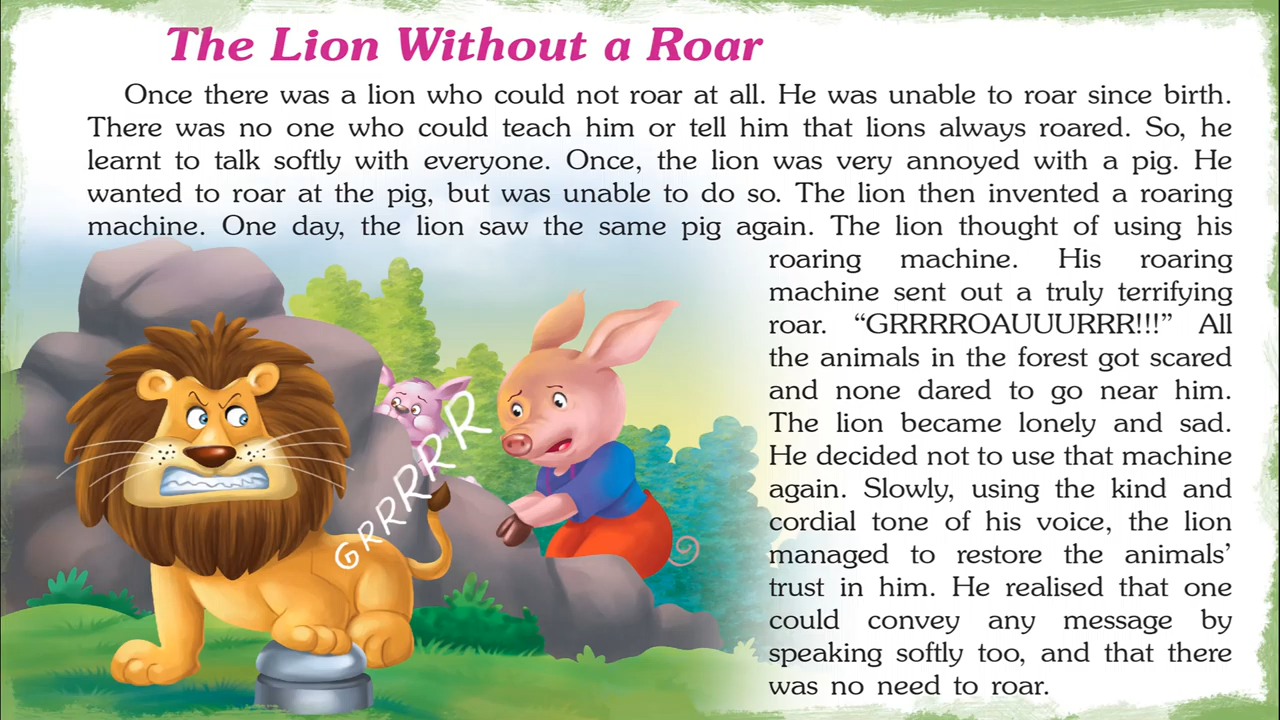 The Lion Without a Roar
Once there was a lion who could not roar at all. He was unable to roar since birth.
There was no one who could teach him or tell him that lions always roared. So, he
learnt to talk softly with everyone. Once, the lion was very annoyed with a pig. He
wanted to roar at the pig, but was unable to do so. The lion then invented a roaring
machine. One day, the lion saw the same pig again. The lion thought of using his
roaring machine. His roaring
machine sent out a truly terrifying
roar. “GRRRROAUUURRR!!!” All
the animals in the forest got scared
and none dared to go near him.
The lion became lonely and sad.
He decided not to use that machine
again. Slowly, using the kind and
cordial tone of his voice, the lion
managed to restore the animals’
trust in him. He realised that one
could convey any message by
speaking softly too, and that there
was no need to roar.
GRRRRR